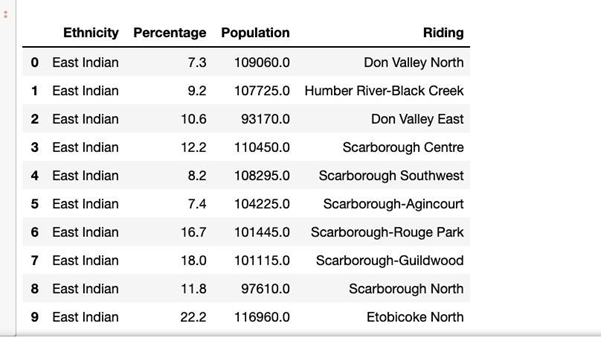 Ethnicity Percentage Population Riding
0 East Indian 7.3 109060.0 Don Valley North
1 East Indian 9.2 107725.0 Humber River-Black Creek
2 East Indian 10.6 93170.0 Don Valley East
3 East Indian 12.2 110450.0 Scarborough Centre
4 East Indian 8.2 108295.0 Scarborough Southwest
5 East Indian 7.4 104225.0 Scarborough-Agincourt
6 East Indian 16.7 101445.0 Scarborough-Rouge Park
7 East Indian 18.0 101115.0 Scarborough-Guildwood
8 East Indian 11.8 97610.0 Scarborough North
9 East Indian 22.2 116960.0 Etobicoke North